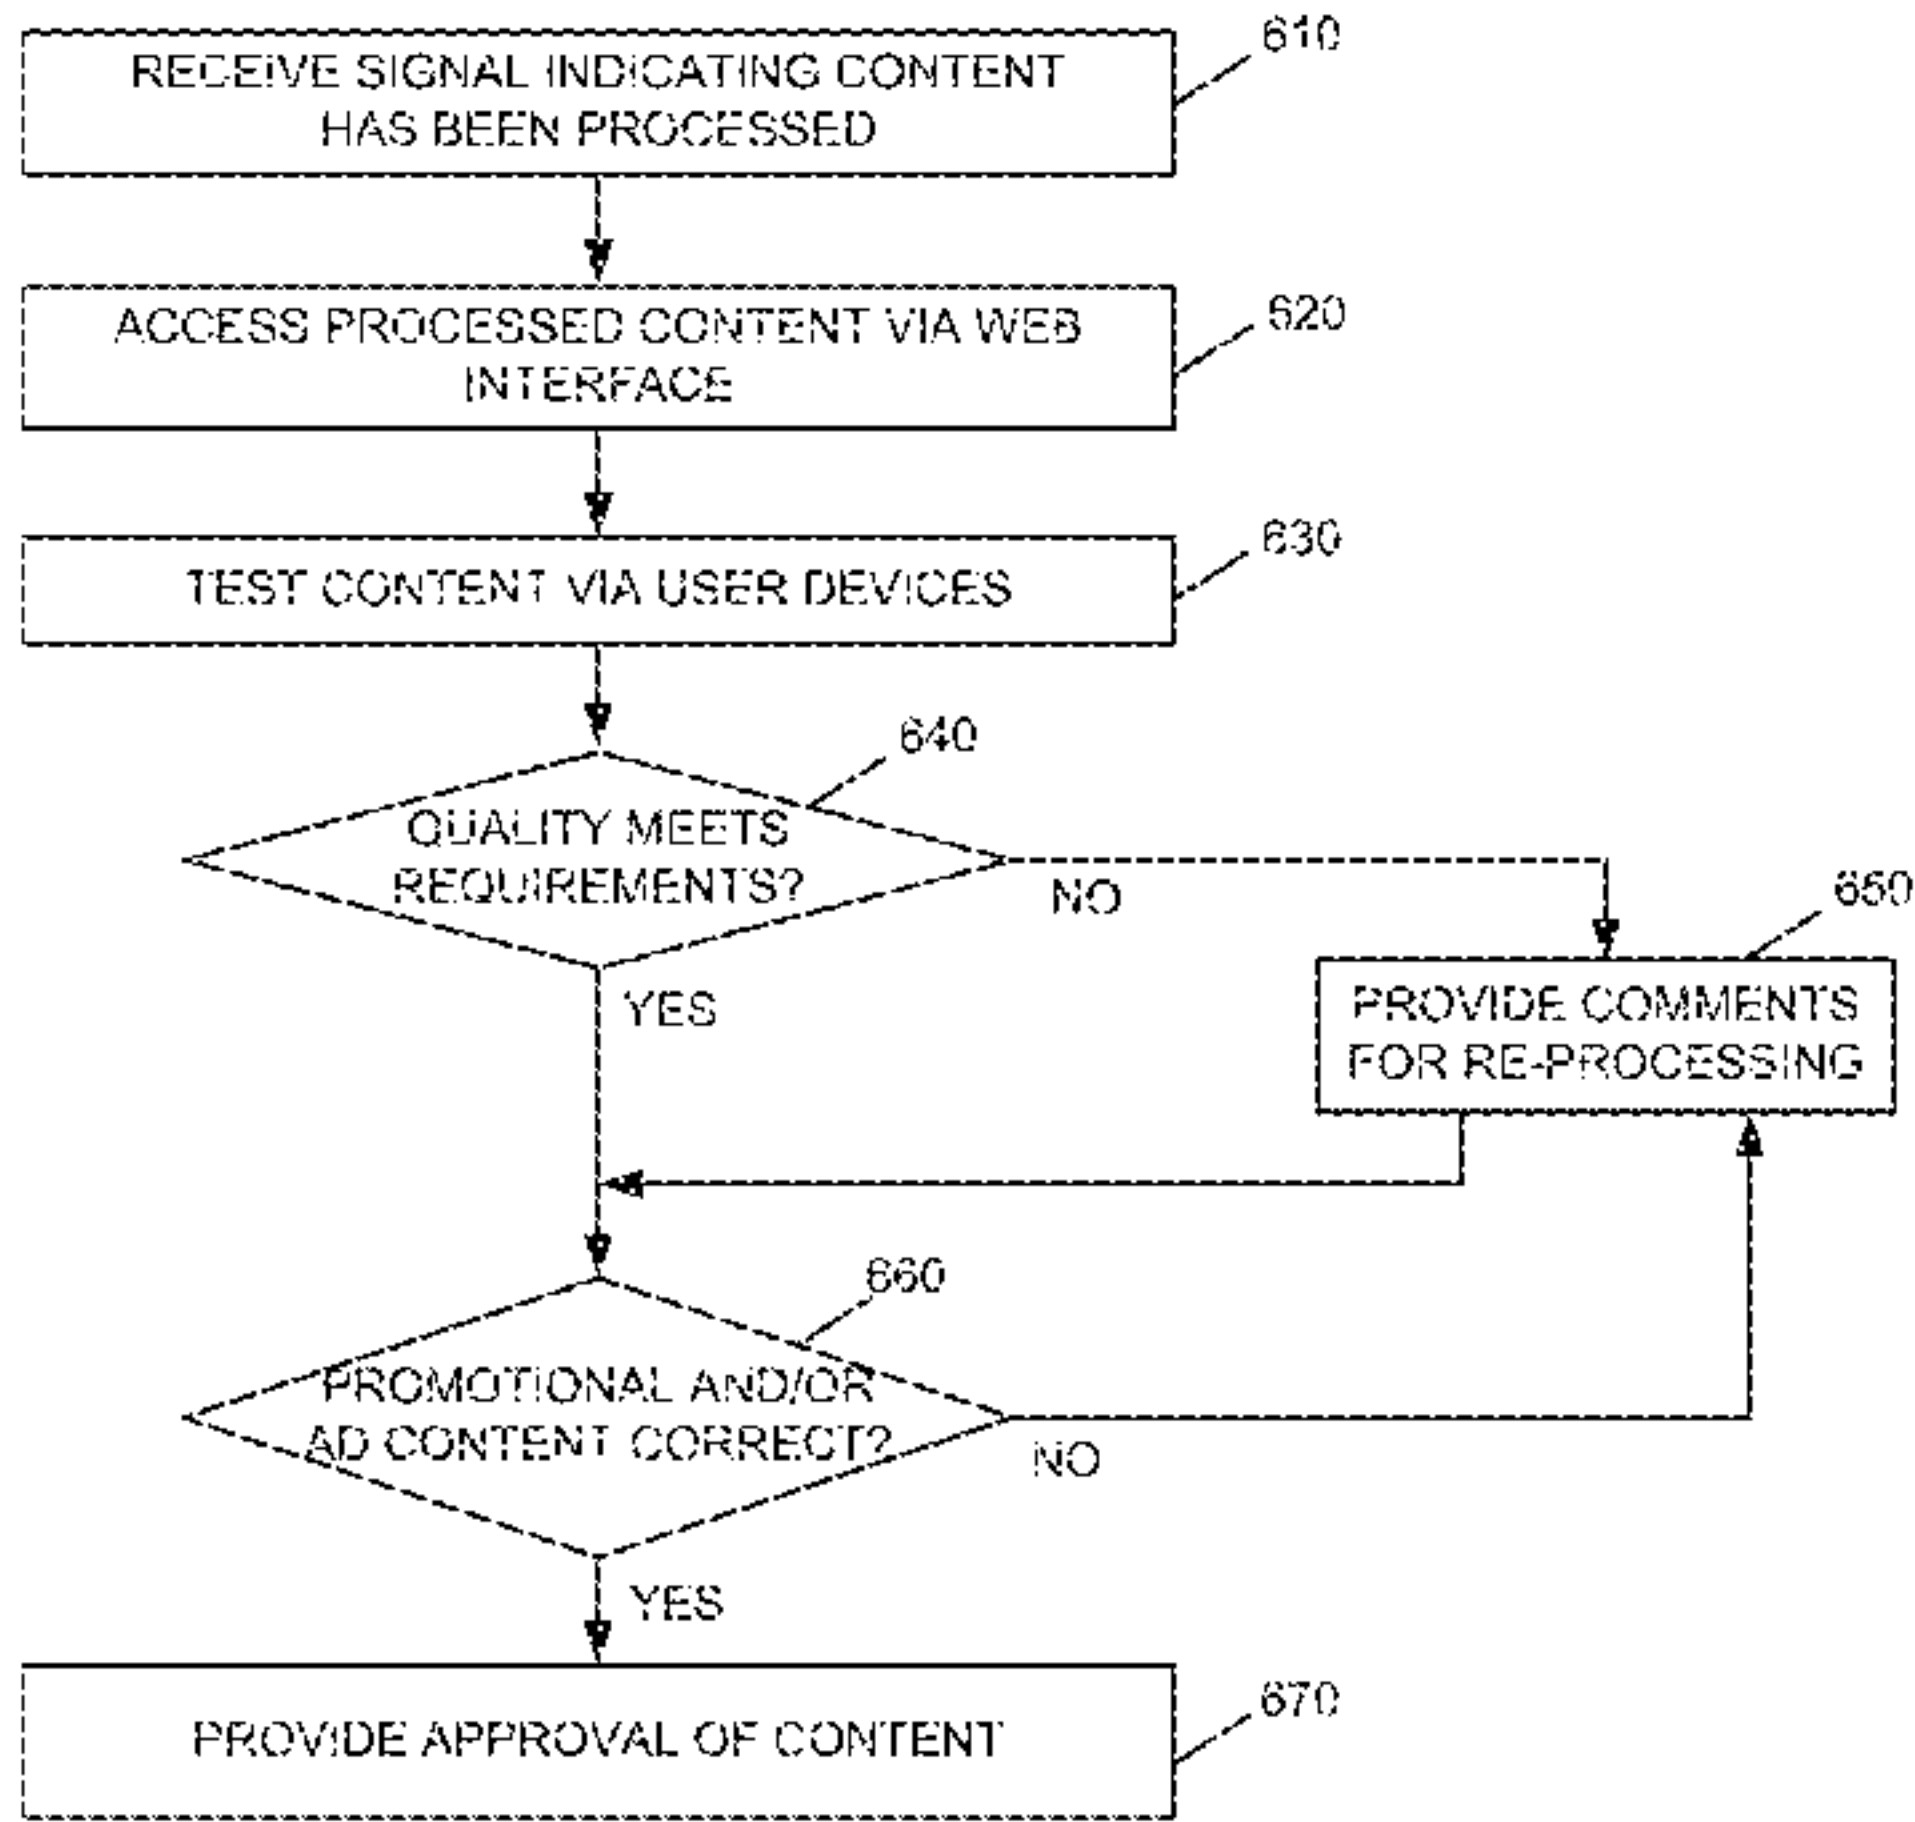 610
RECEIVE SIGNAL INDICATING CONTENT
HAS BEEN PROCESSED
620
ACCESS PROCESSED CONTENT VIA WEB
INTERFACE
630
TEST CONTENT VIA USER DEVICES
640
QUALITY MEETS
REQUIREMENTS?
NO
650
YES
PROVIDE COMMENTS
FOR RE-PROCESSING
660
PROMOTIONAL AND/OR
AD CONTENT CORRECT?
NO
YES
670
PROVIDE APPROVAL OF CONTENT